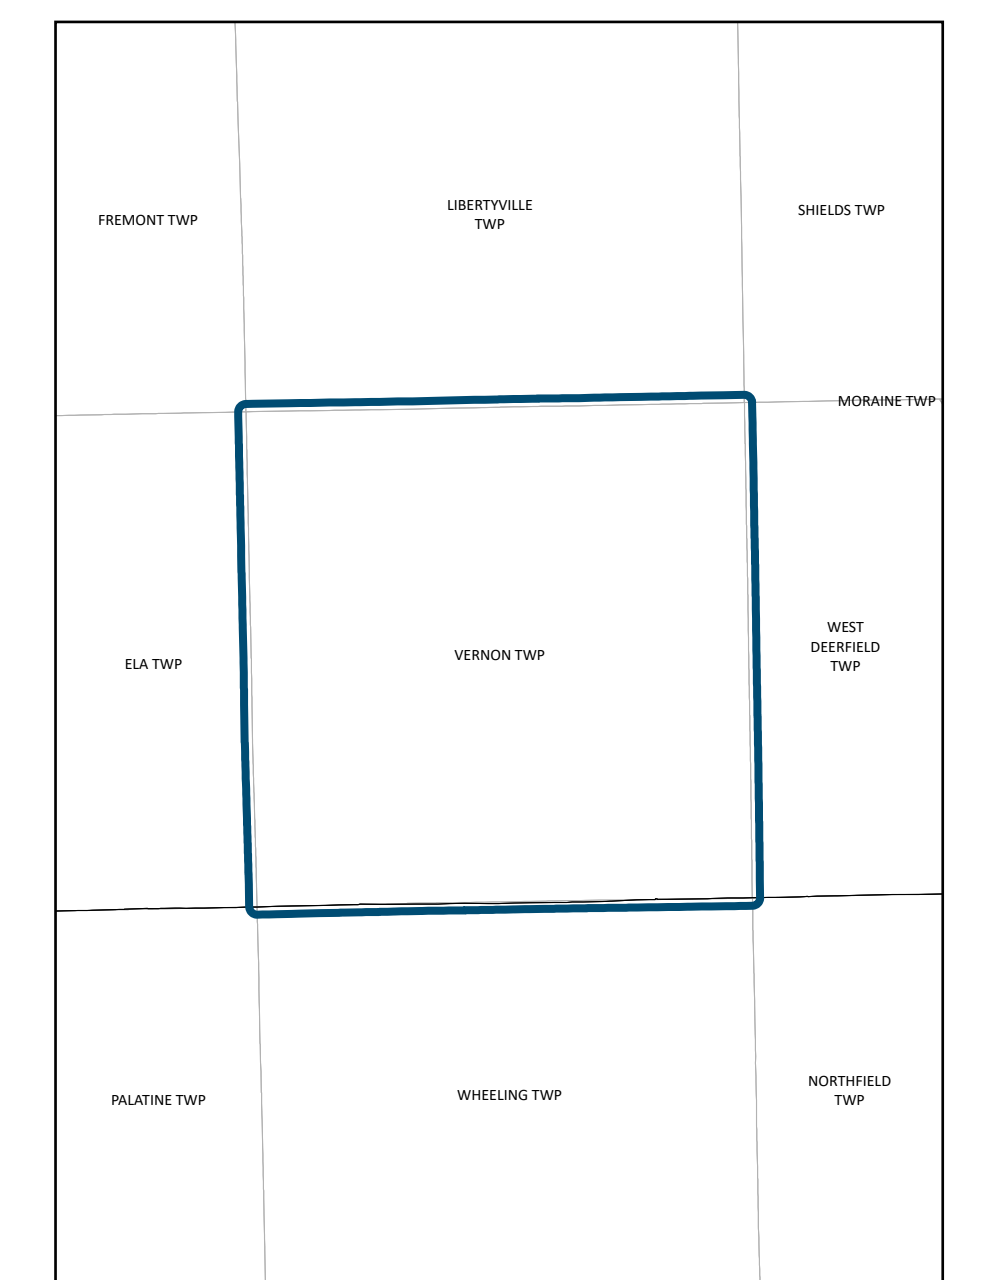 FREMONT TWP
LIBERTYVILLE
TWP
SHIELDS TWP
MORAINE TWP
ELA TWP
VERNON TWP
WEST
DEERFIELD
TWP
PALATINE TWP
WHEELING TWP
NORTHFIELD
TWP